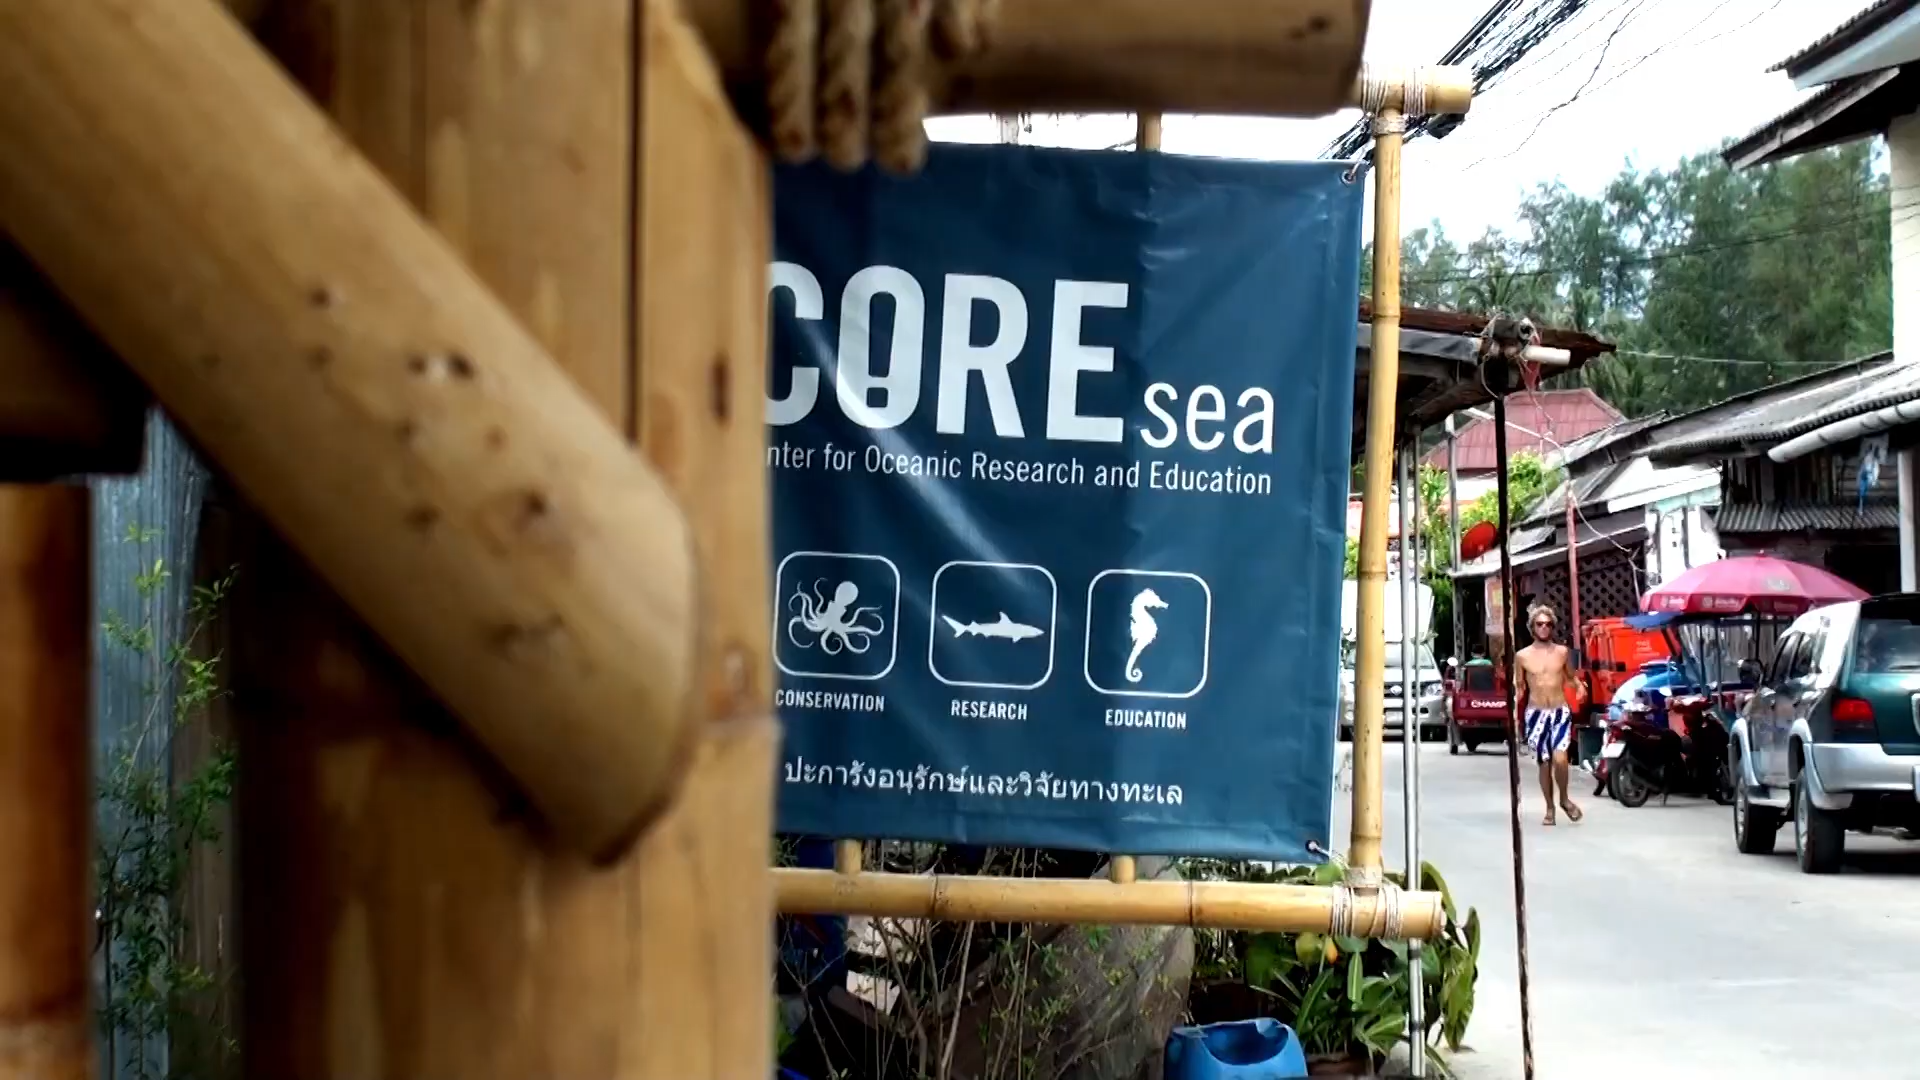 CORE sea
nter for Oceanic Research and Education
CONSERVATION
RESEARCH
EDUCATION
ปะการังอนุรักษ์และวิจัยทางทะเล
CHAMP